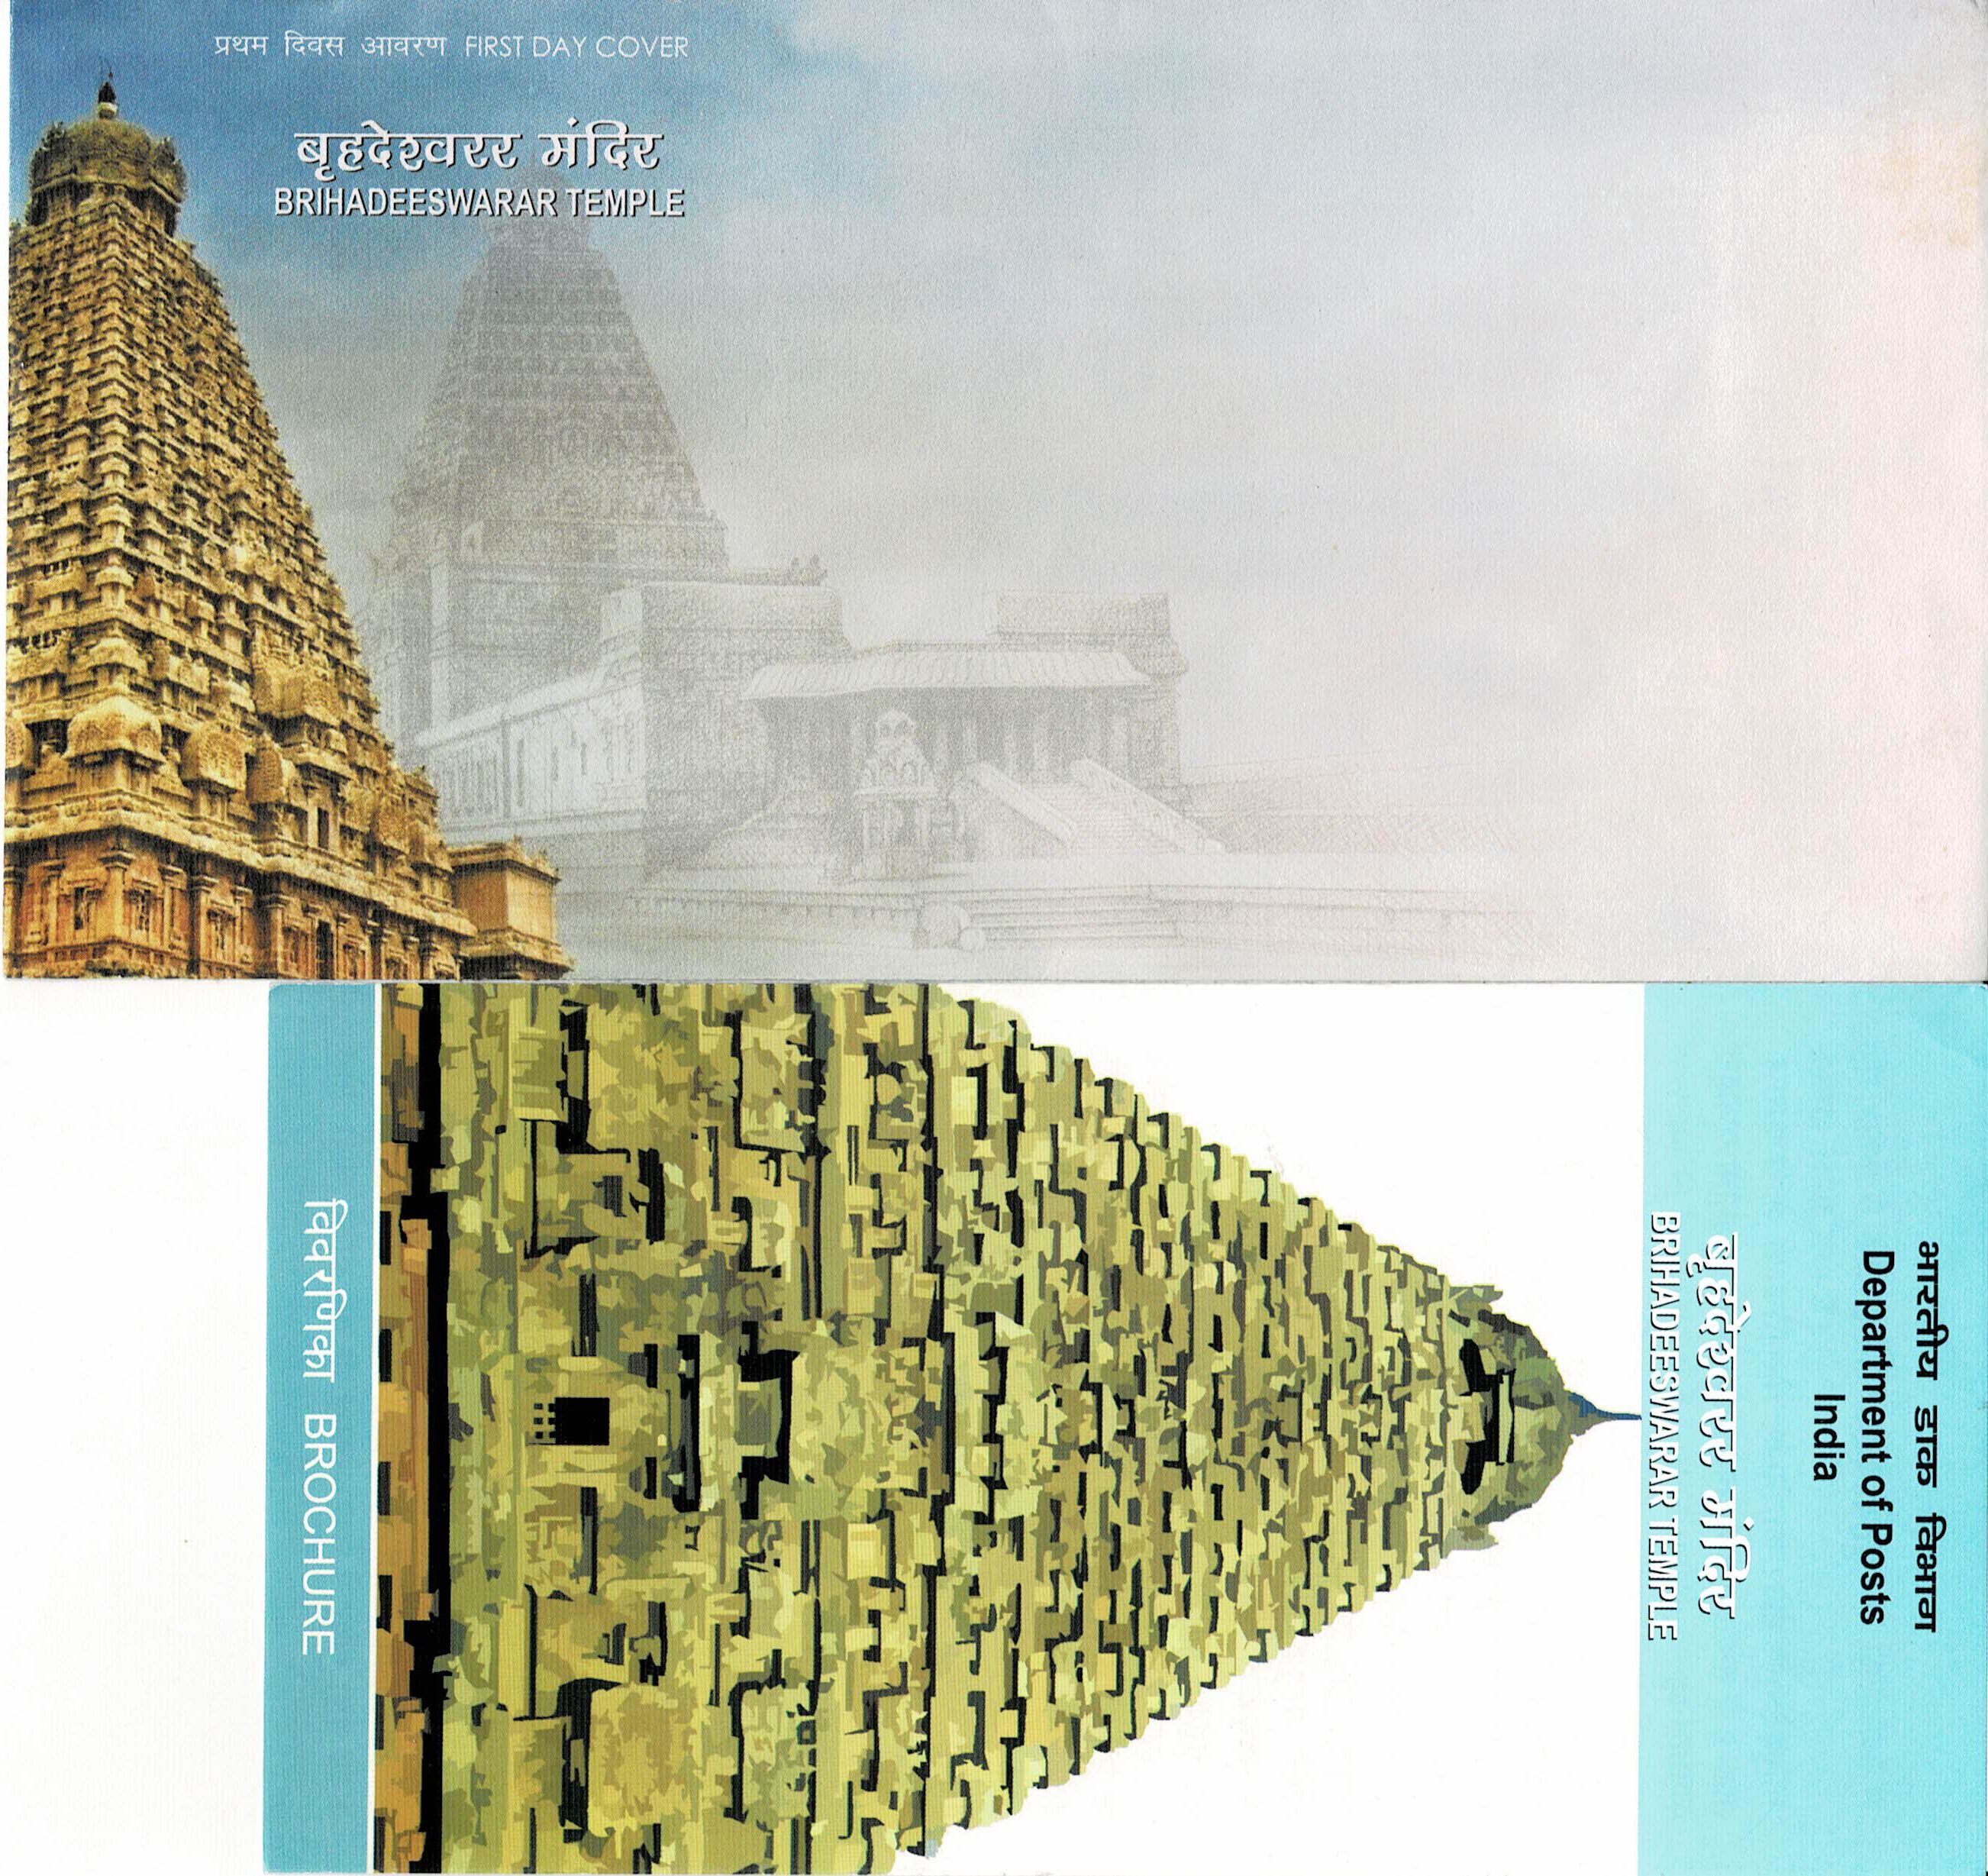 प्रथम दिवस आवरण FIRST DAY COVER
बृहदेश्वरर मंदिर
BRIHADEESWARAR TEMPLE
भारतीय डाक विभाग
Department of Posts
India
बृहदेश्वरर मंदिर
BRIHADEESWARAR TEMPLE
विवरणिका BROCHURE